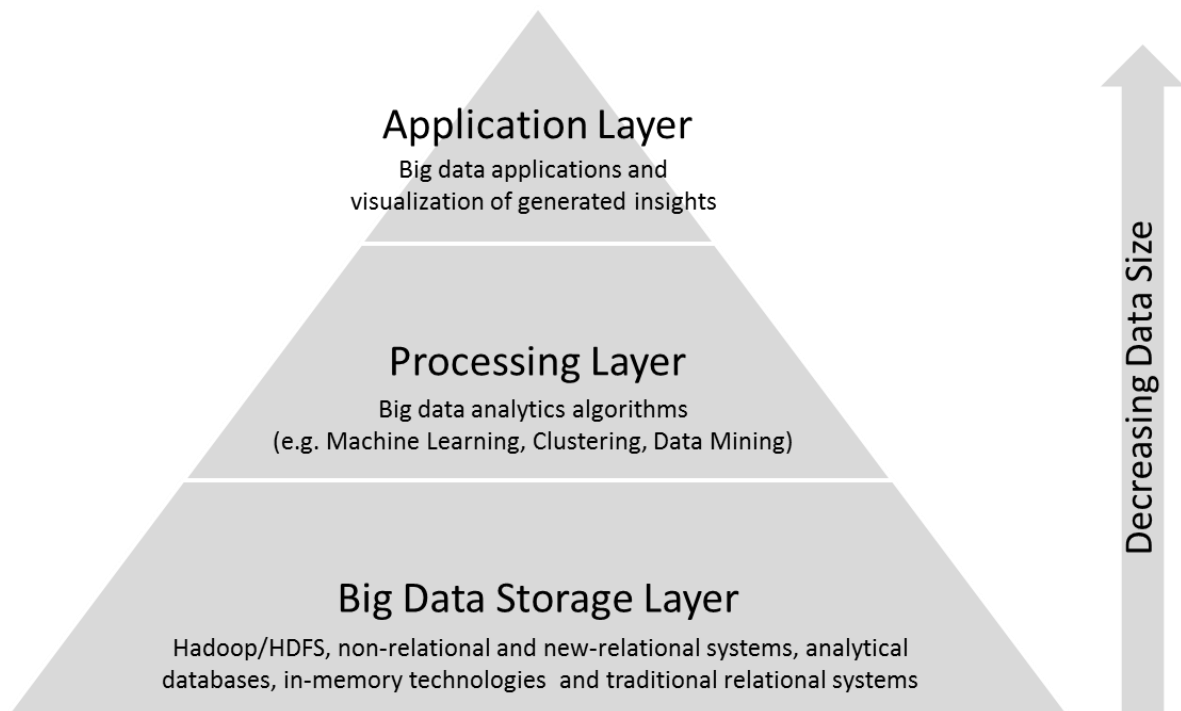 Application Layer
Big data applications and
visualization of generated insights
Processing Layer
Big data analytics algorithms
(e.g. Machine Learning, Clustering, Data Mining)
Big Data Storage Layer
Hadoop/HDFS, non-relational and new-relational systems, analytical
databases, in-memory technologies and traditional relational systems
Decreasing Data Size